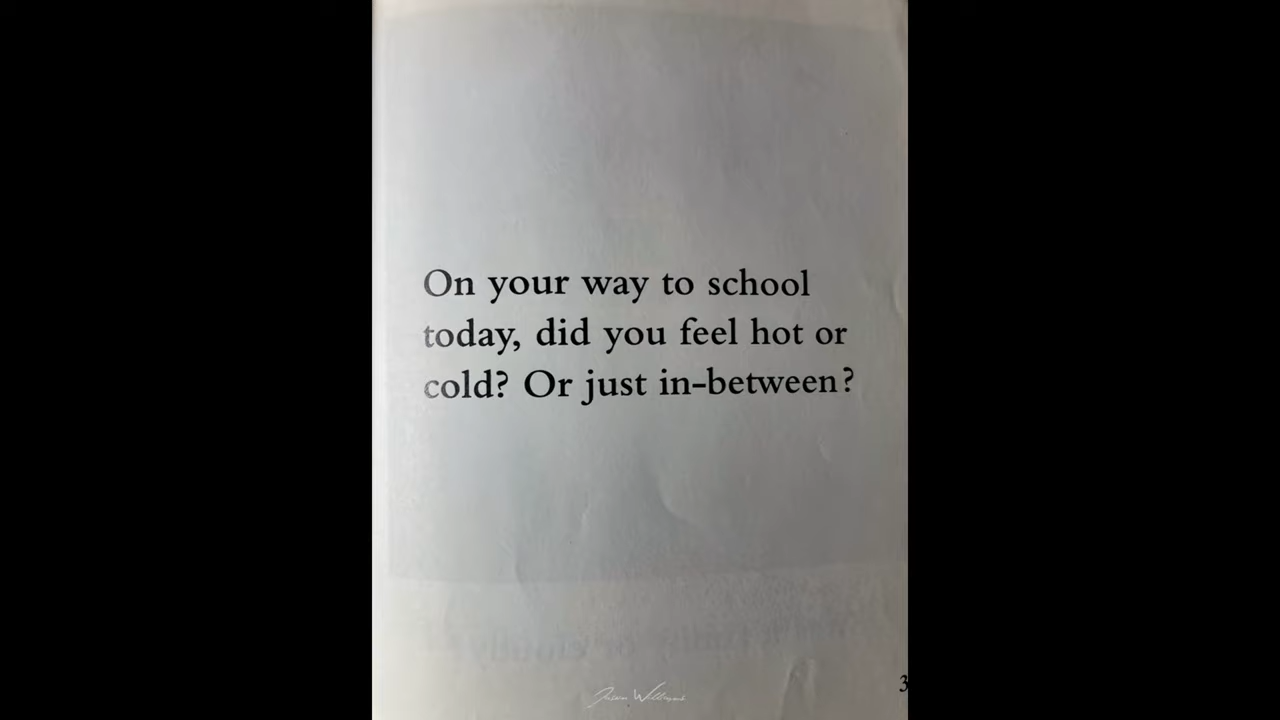 On your way to school
today, did you feel hot or
cold? Or just in-between?
3